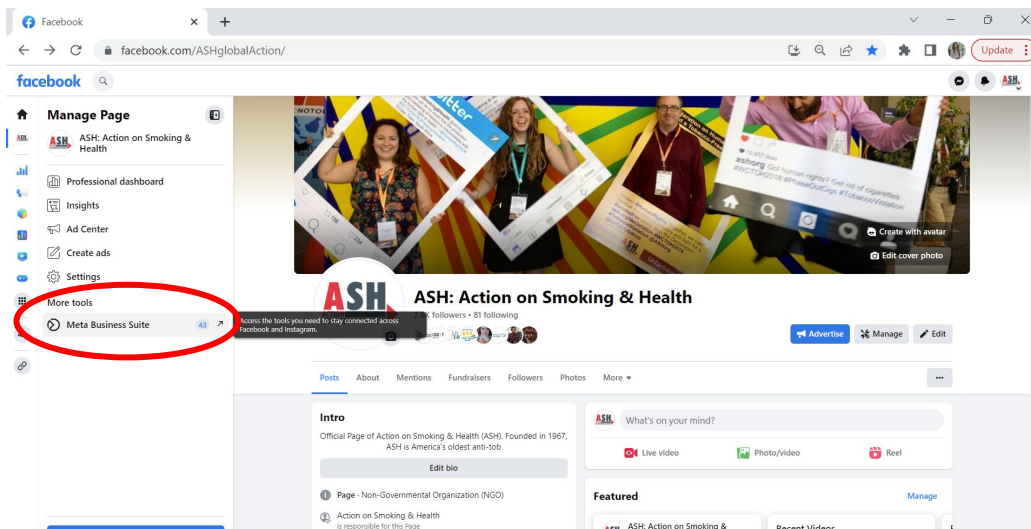 Facebook
facebook.com/ASHglobalAction/
Update
facebook
ASH.
Manage Page
ASH: Action on Smoking &
Health
Professional dashboard
Insights
Ad Center
Create ads
Settings
More tools
Meta Business Suite 43
Access the tools you need to stay connected across
Facebook and Instagram.
Create with avatar
Edit cover photo
ASH.
ASH: Action on Smoking & Health
followers • 81 following
Advertise Manage Edit
Posts About Mentions Fundraisers Followers Photos More
Intro
Official Page of Action on Smoking & Health (ASH). Founded in 1967,
ASH is America's oldest anti-tob
Edit bio
Page · Non-Governmental Organization (NGO)
Action on Smoking & Health
is responsible for this Page
ASH. What's on your mind?
Live video Photo/video Reel
Featured Manage
ASH: Action on Smoking &
Recent Videos